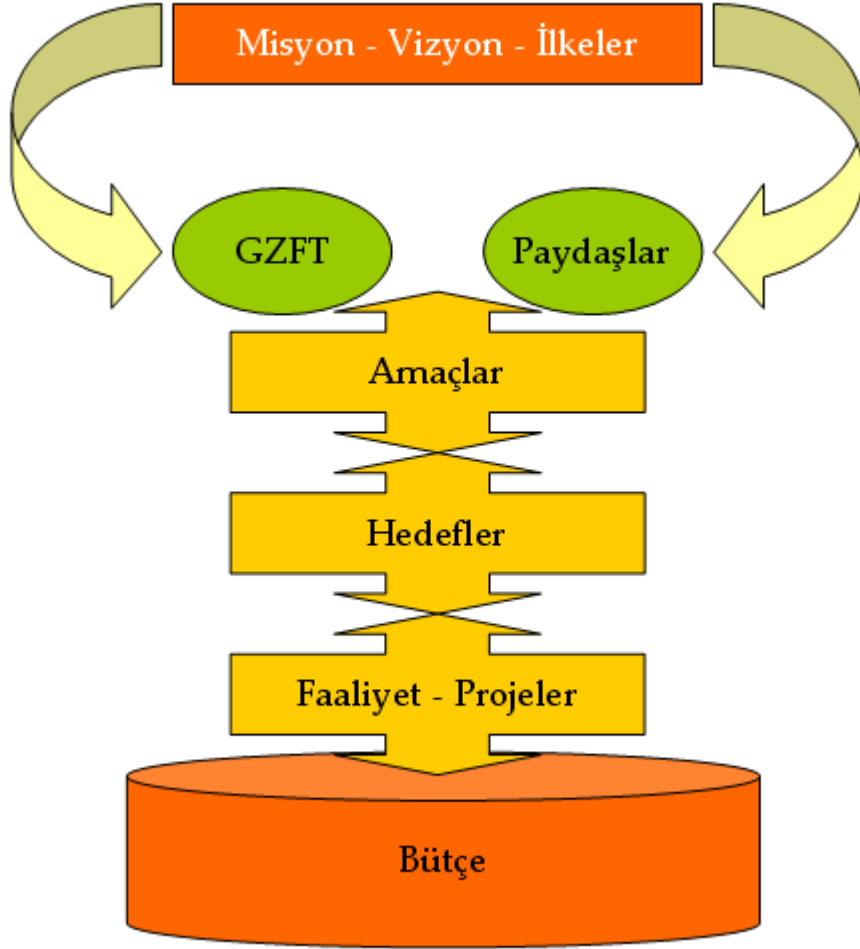 Misyon - Vizyon - İlkeler
GZFT
Paydaşlar
Amaçlar
Hedefler
Faaliyet - Projeler
Bütçe